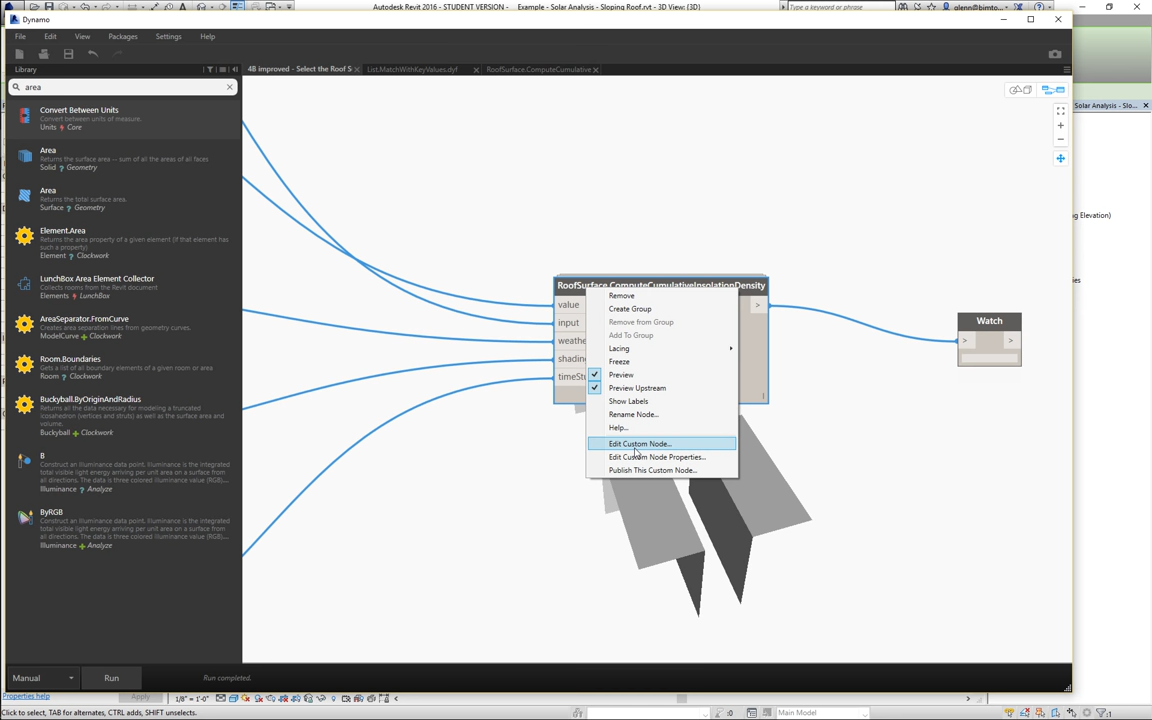 Autodesk Revit 2016 - STUDENT VERSION - Example - Solar Analysis - Sloping Roof.rvt - 3D View: {3D}
Type a keyword or phrase
glenn@bimto...
Dynamo
File Edit View Packages Settings Help
Library
4B improved - Select the Roof S
List.MatchWithKeyValues.dyf
RoofSurface.ComputeCumulative
area
Convert Between Units
Convert between units of measure.
Units Core
Area
Returns the surface area -- sum of all the areas of all faces
Solid ? Geometry
Area
Returns the total surface area.
Surface ? Geometry
Element.Area
Returns the area property of a given element (if that element has
such a property)
Element ? Clockwork
LunchBox Area Element Collector
Collects rooms from the Revit document
Elements LunchBox
AreaSeparator.FromCurve
Creates area separation lines from geometry curves.
ModelCurve + Clockwork
Room.Boundaries
Gets a list of all boundary elements of a given room or area
Room ? Clockwork
Buckyball.ByOriginAndRadius
Returns all the data necessary for modeling a truncated
icosahedron (vertices and struts) as well as the surface area and
volume.
Buckyball + Clockwork
B
Construct an Illuminance data point. Illuminance is the integrated
total visible light energy arriving per unit area on a surface from
all directions. The data is three colored illuminance value (RGB)....
Illuminance ? Analyze
ByRGB
Construct an Illuminance data point. Illuminance is the integrated
total visible light energy arriving per unit area on a surface from
all directions. The data is three colored illuminance value (RGB)....
Illuminance + Analyze
RoofSurface.ComputeCumulativeInsolationDensity
value
input
weathe
shading
timeStu
>
Remove
Create Group
Remove from Group
Add To Group
Lacing
Freeze
Preview
Preview Upstream
Show Labels
Rename Node...
Help...
Edit Custom Node...
Edit Custom Node Properties...
Publish This Custom Node...
Watch
> >
Solar Analysis - Slo...
g Elevation)
ies
Manual
Run
Run completed.
Properties help
Apply
1/8" = 1'-0"
Click to select, TAB for alternates, CTRL adds, SHIFT unselects.
:0
Main Model
:1